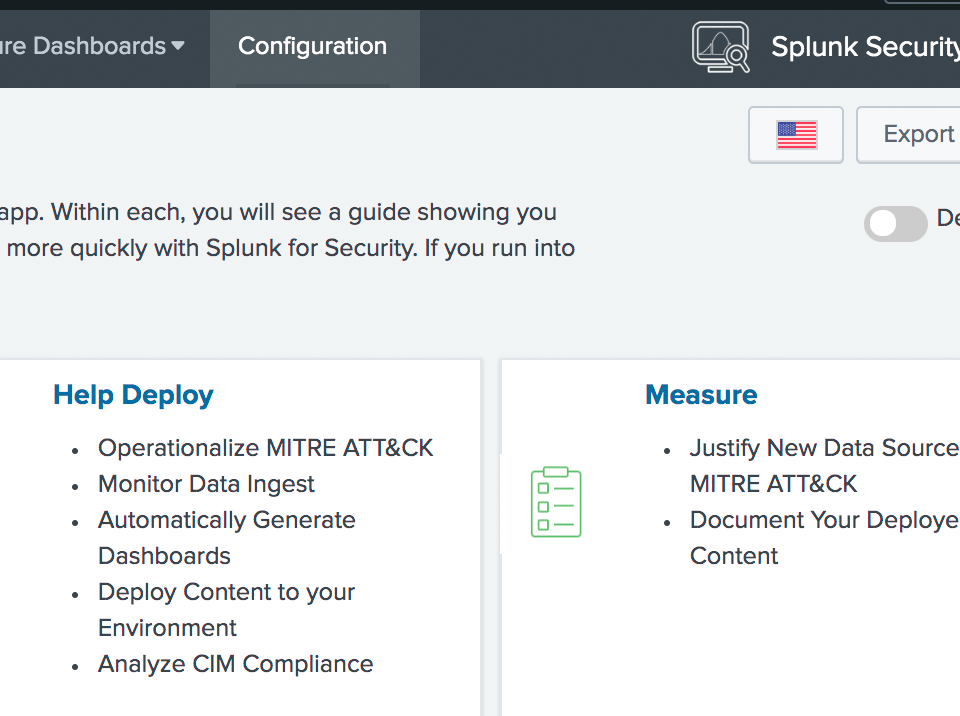 Dashboards
Configuration
Splunk Security
Export
app. Within each, you will see a guide showing you
more quickly with Splunk for Security. If you run into
Help Deploy
• Operationalize MITRE ATT&CK
• Monitor Data Ingest
• Automatically Generate
Dashboards
• Deploy Content to your
Environment
• Analyze CIM Compliance
Measure
• Justify New Data Source
MITRE ATT&CK
• Document Your Deploye
Content